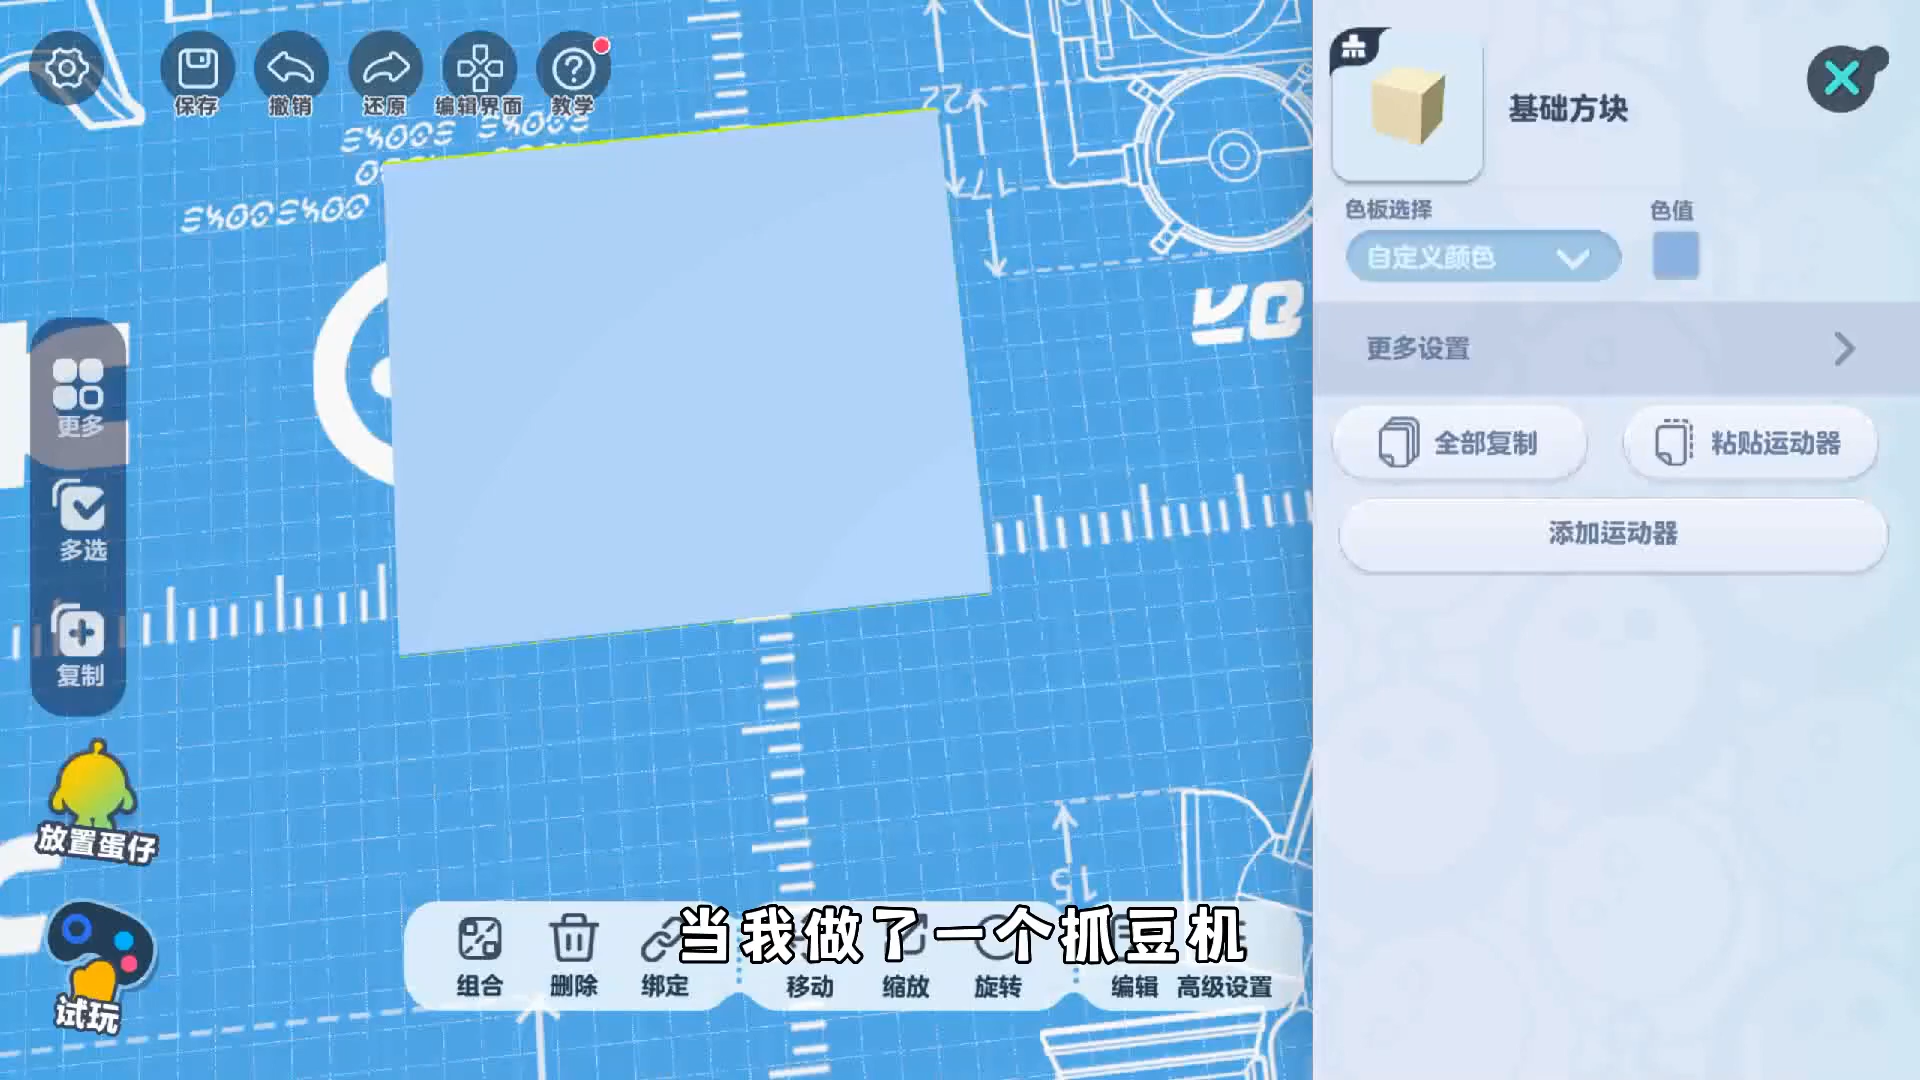 保存 撤销 还原 编辑界面 教学
22
17
基础方块
色板选择 色值
自定义颜色
更多设置
全部复制 粘贴运动器
添加运动器
更多
多选
复制
放置蛋仔
试玩
15
当我做了一个抓豆机
组合 删除 绑定 移动 缩放 旋转 编辑 高级设置